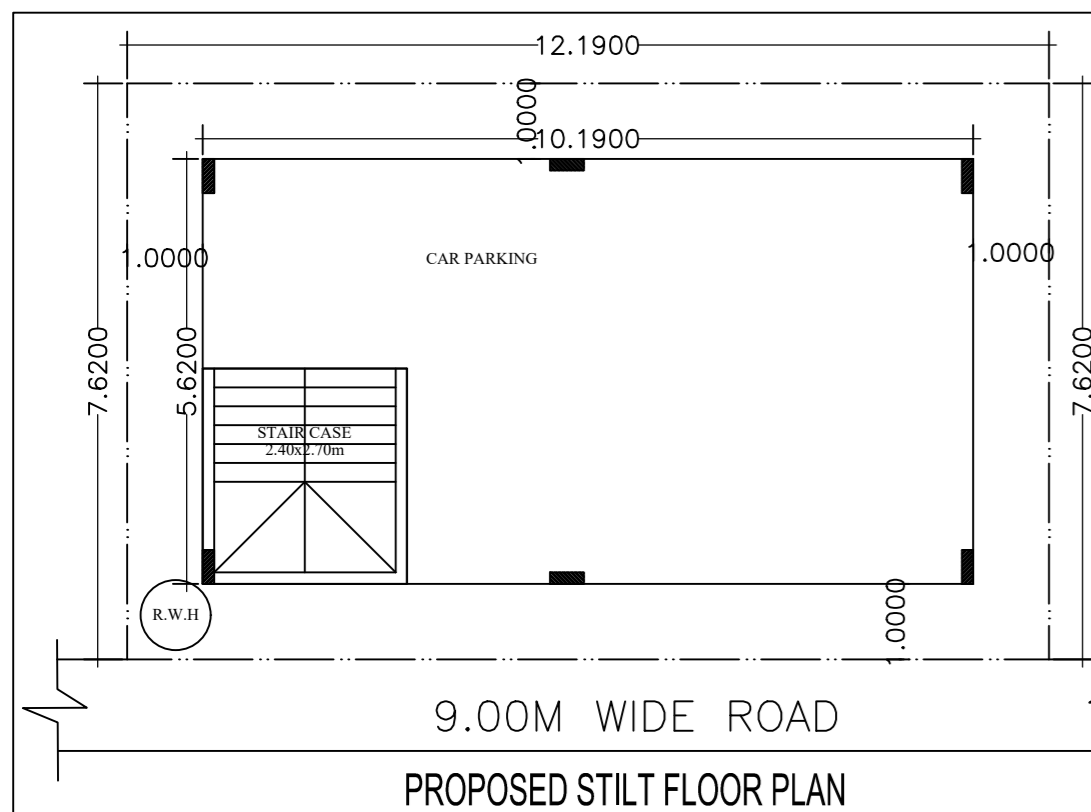 12.1900
1.0000
10.1900
1.0000
CAR PARKING
1.0000
7.6200
5.6200
7.6200
STAIR CASE
2.40x2.70m
R.W.H
1.0000
9.00M WIDE ROAD
PROPOSED STILT FLOOR PLAN